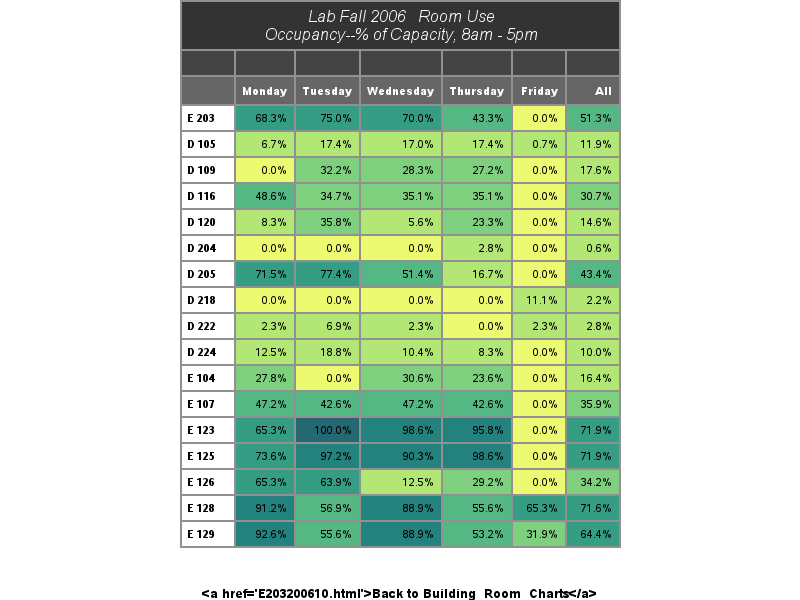 Lab Fall 2006 Room Use
Occupancy--% of Capacity, 8am - 5pm
Monday Tuesday Wednesday Thursday Friday All
E 203 68.3% 75.0% 70.0% 43.3% 0.0% 51.3%
D 105 6.7% 17.4% 17.0% 17.4% 0.7% 11.9%
D 109 0.0% 32.2% 28.3% 27.2% 0.0% 17.6%
D 116 48.6% 34.7% 35.1% 35.1% 0.0% 30.7%
D 120 8.3% 35.8% 5.6% 23.3% 0.0% 14.6%
D 204 0.0% 0.0% 0.0% 2.8% 0.0% 0.6%
D 205 71.5% 77.4% 51.4% 16.7% 0.0% 43.4%
D 218 0.0% 0.0% 0.0% 0.0% 11.1% 2.2%
D 222 2.3% 6.9% 2.3% 0.0% 2.3% 2.8%
D 224 12.5% 18.8% 10.4% 8.3% 0.0% 10.0%
E 104 27.8% 0.0% 30.6% 23.6% 0.0% 16.4%
E 107 47.2% 42.6% 47.2% 42.6% 0.0% 35.9%
E 123 65.3% 100.0% 98.6% 95.8% 0.0% 71.9%
E 125 73.6% 97.2% 90.3% 98.6% 0.0% 71.9%
E 126 65.3% 63.9% 12.5% 29.2% 0.0% 34.2%
E 128 91.2% 56.9% 88.9% 55.6% 65.3% 71.6%
E 129 92.6% 55.6% 88.9% 53.2% 31.9% 64.4%
<a href='E203200610.html'>Back to Building Room Charts</a>